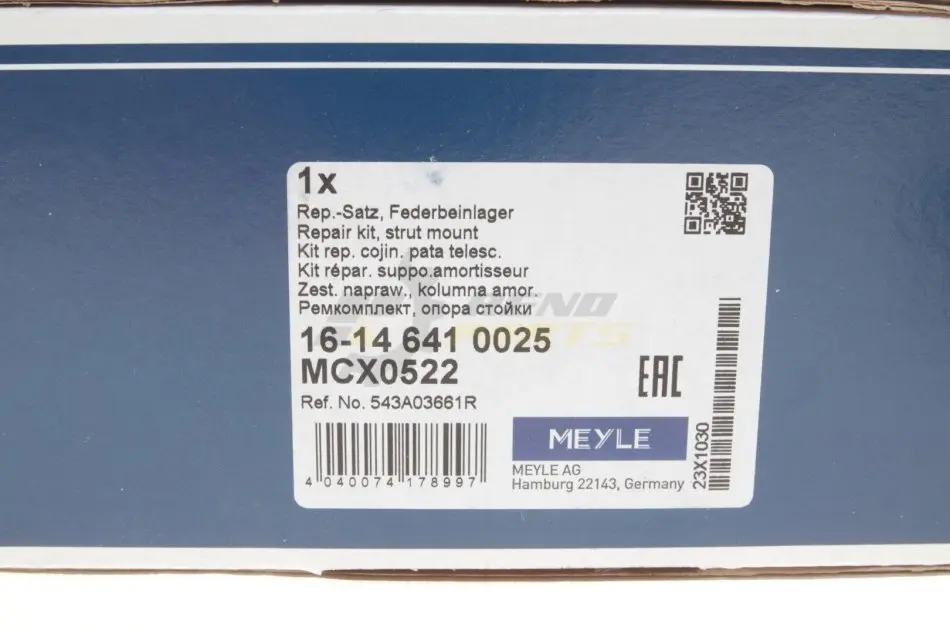 1x
Rep.-Satz, Federbeinlager
Repair kit, strut mount
Kit rep. cojin. pata telesc.
Kit répar. suppo.amortisseur
Zest. napraw., kolumna amor.
Ремкомплект, опора стойки
16-14 641 0025
MCX0522
Ref. No. 543A03661R
EAC
MEYLE
MEYLE AG
Hamburg 22143, Germany
4 040074 178997
23X1030